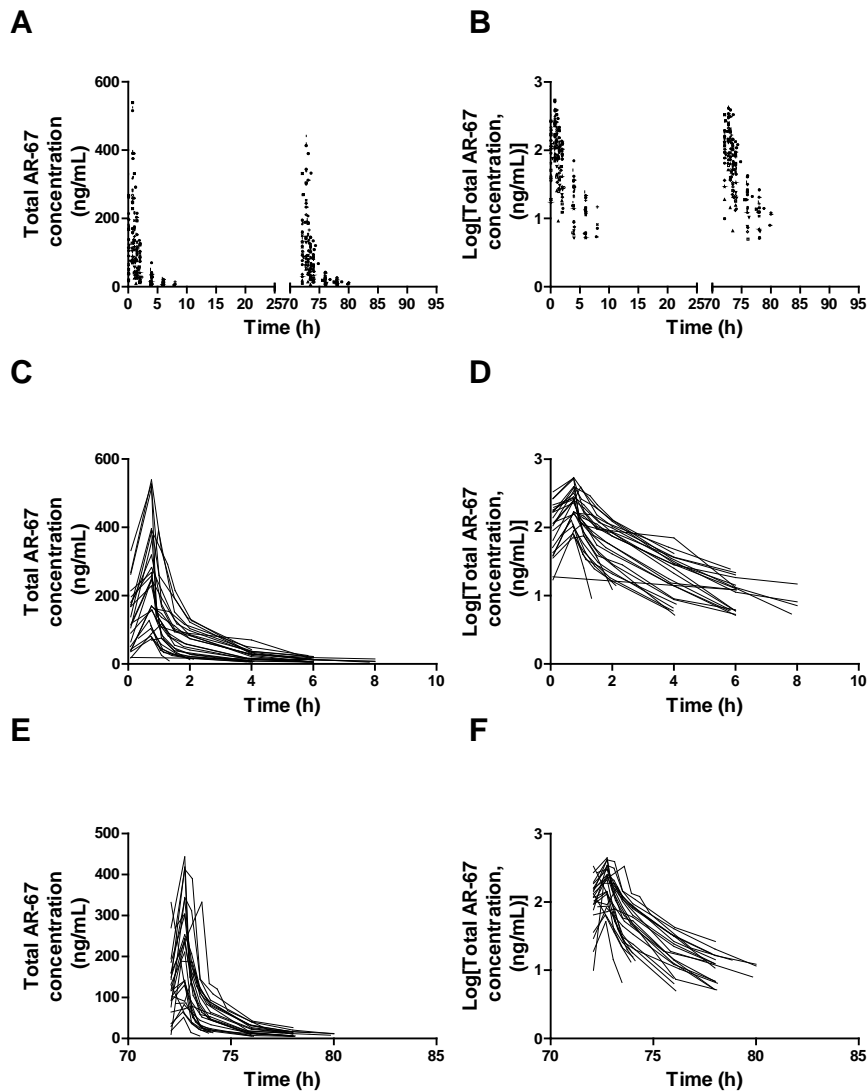 A
B
Total AR-67
concentration
(ng/mL)
600
400
200
0
0 5 10 15 20 25 70 75 80 85 90 95
Time (h)
Log[Total AR-67
concentration,
(ng/mL)]
3
2
1
0
0 5 10 15 20 25 70 75 80 85 90 95
Time (h)
C
D
Total AR-67
concentration
(ng/mL)
600
400
200
0
0 2 4 6 8 10
Time (h)
Log[Total AR-67
concentration,
(ng/mL)]
3
2
1
0
0 2 4 6 8 10
Time (h)
E
F
Total AR-67
concentration
(ng/mL)
500
400
300
200
100
0
70 75 80 85
Time (h)
Log[Total AR-67
concentration,
(ng/mL)]
3
2
1
0
70 75 80 85
Time (h)